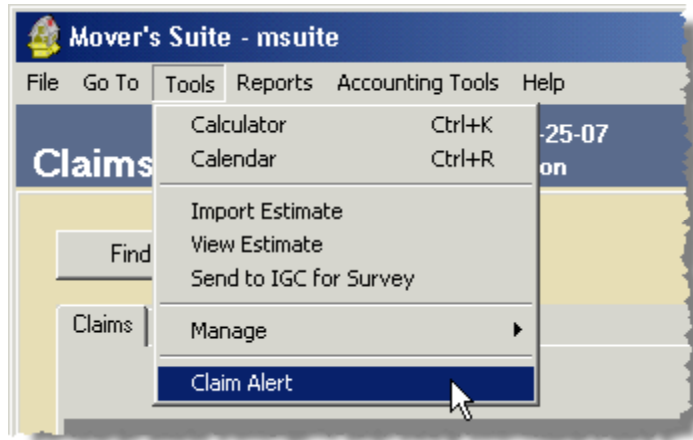 Mover's Suite - msuite
File Go To Tools Reports Accounting Tools Help
Claims
-25-07
on
Calculator Ctrl+K
Calendar Ctrl+R
Import Estimate
View Estimate
Find
Send to IGC for Survey
Claims
Manage
Claim Alert